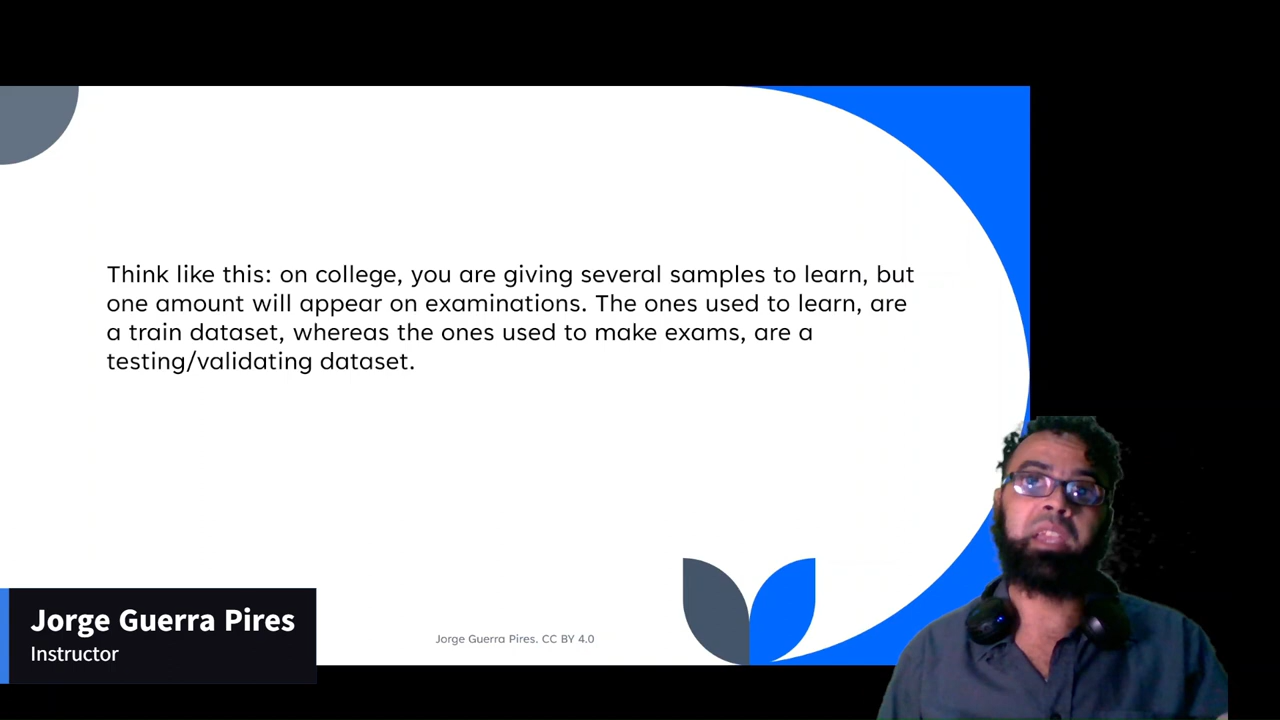 Think like this: on college, you are giving several samples to learn, but
one amount will appear on examinations. The ones used to learn, are
a train dataset, whereas the ones used to make exams, are a
testing/validating dataset.
Jorge Guerra Pires
Instructor
Jorge Guerra Pires. CC BY 4.0